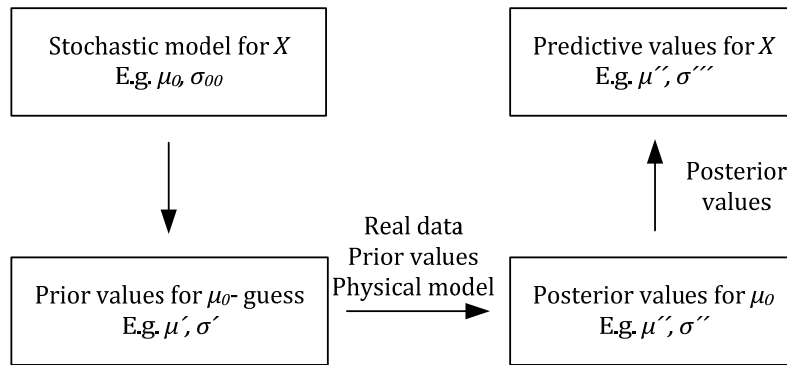 Stochastic model for X
E.g. μ₀, σ₀₀
Predictive values for X
E.g. μ´´, σ´´´
Posterior
values
Real data
Prior values
Physical model
Prior values for μ₀- guess
E.g. μ´, σ´
Posterior values for μ₀
E.g. μ´´, σ´´